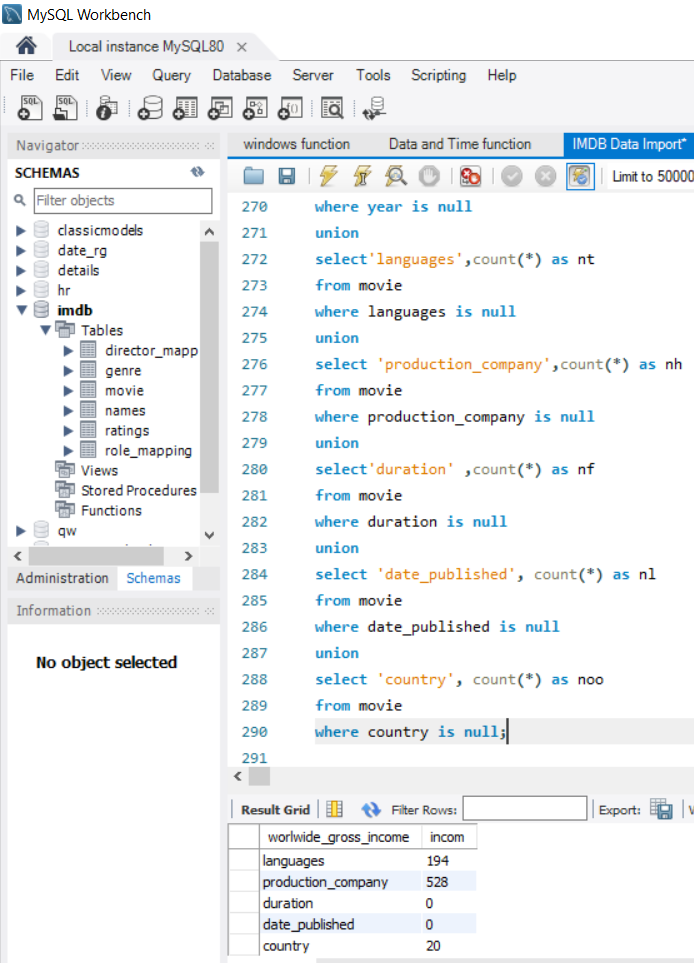 MySQL Workbench
Local instance MySQL80 ×
File Edit View Query Database Server Tools Scripting Help
Navigator
SCHEMAS
Filter objects
classicmodels
date_rg
details
hr
imdb
Tables
director_mapp
genre
movie
names
ratings
role_mapping
Views
Stored Procedures
Functions
qw
Administration Schemas
Information
No object selected
windows function Data and Time function IMDB Data Import*
Limit to 50000
270 where year is null
271 union
272 select'languages',count(*) as nt
273 from movie
274 where languages is null
275 union
276 select 'production_company',count(*) as nh
277 from movie
278 where production_company is null
279 union
280 select'duration' ,count(*) as nf
281 from movie
282 where duration is null
283 union
284 select 'date_published', count(*) as nl
285 from movie
286 where date_published is null
287 union
288 select 'country', count(*) as noo
289 from movie
290 where country is null;
291
Result Grid Filter Rows: Export:
worlwide_gross_income incom
languages 194
production_company 528
duration 0
date_published 0
country 20